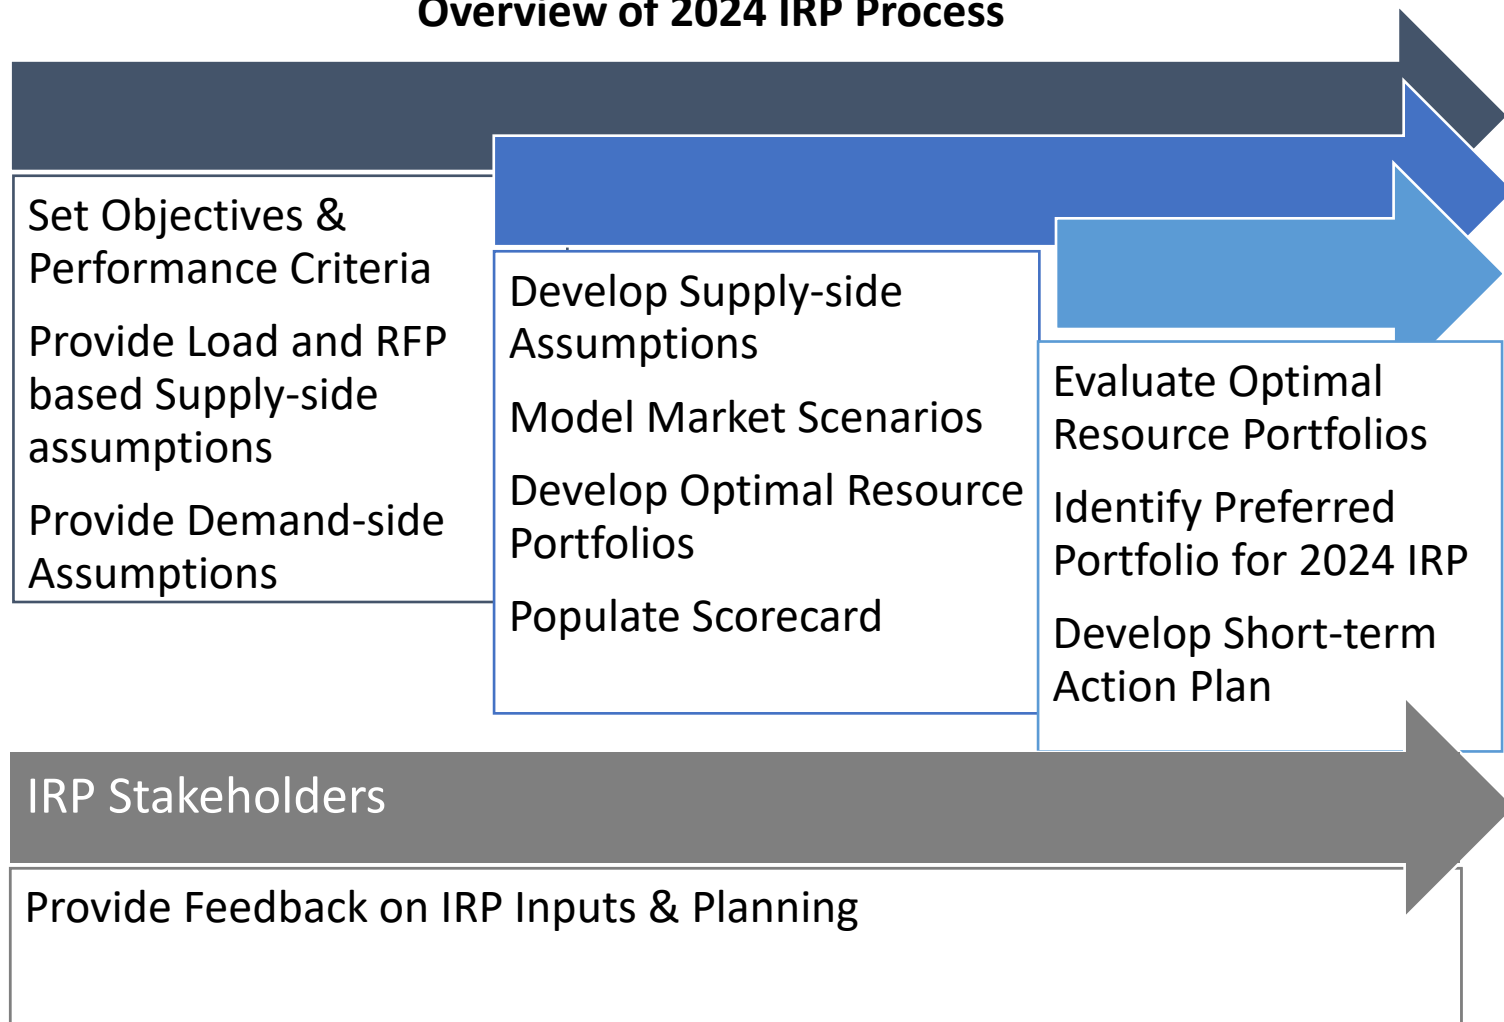 Overview of 2024 IRP Process
Set Objectives &
Performance Criteria
Provide Load and RFP
based Supply-side
assumptions
Provide Demand-side
Assumptions
Develop Supply-side
Assumptions
Model Market Scenarios
Develop Optimal Resource
Portfolios
Populate Scorecard
Evaluate Optimal
Resource Portfolios
Identify Preferred
Portfolio for 2024 IRP
Develop Short-term
Action Plan
IRP Stakeholders
Provide Feedback on IRP Inputs & Planning